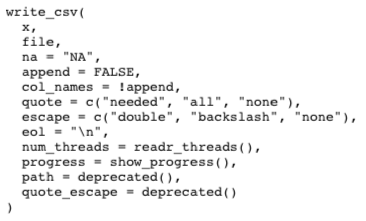 write_csv(
  x,
  file,
  na = "NA",
  append = FALSE,
  col_names = !append,
  quote = c("needed", "all", "none"),
  escape = c("double", "backslash", "none"),
  eol = "\n",
  num_threads = readr_threads(),
  progress = show_progress(),
  path = deprecated(),
  quote_escape = deprecated()
)